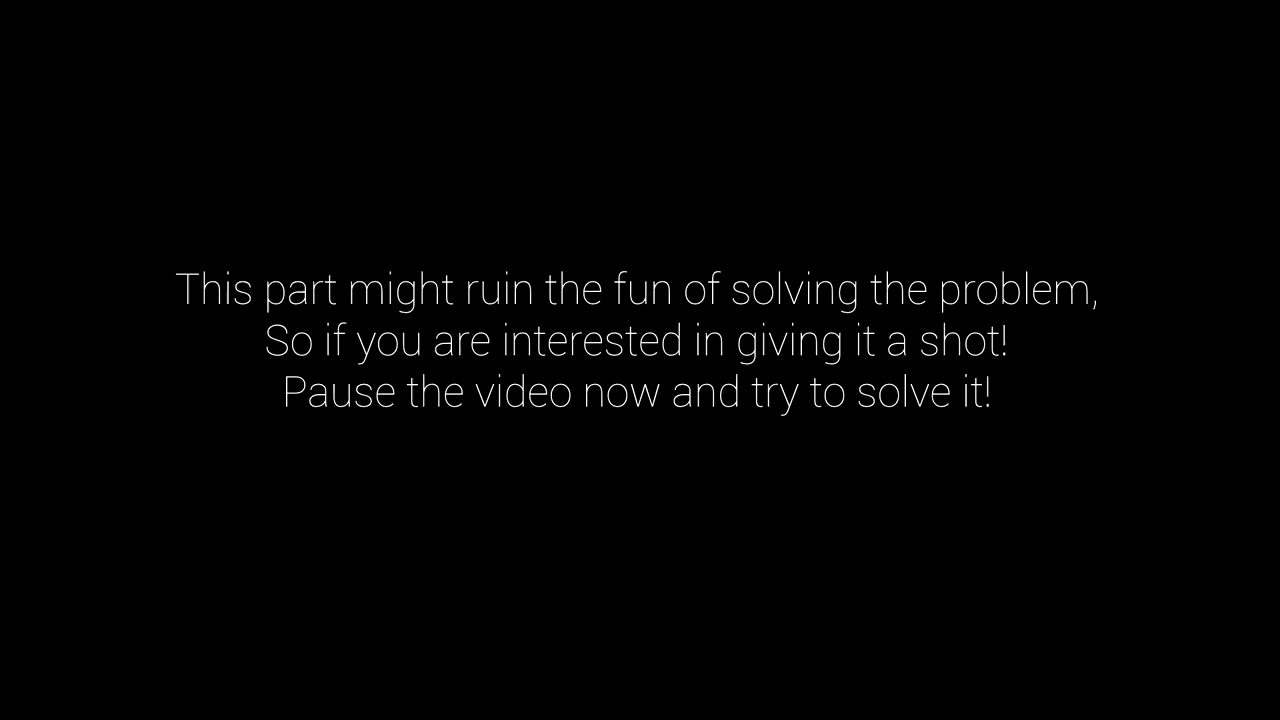 This part might ruin the fun of solving the problem,
So if you are interested in giving it a shot!
Pause the video now and try to solve it!